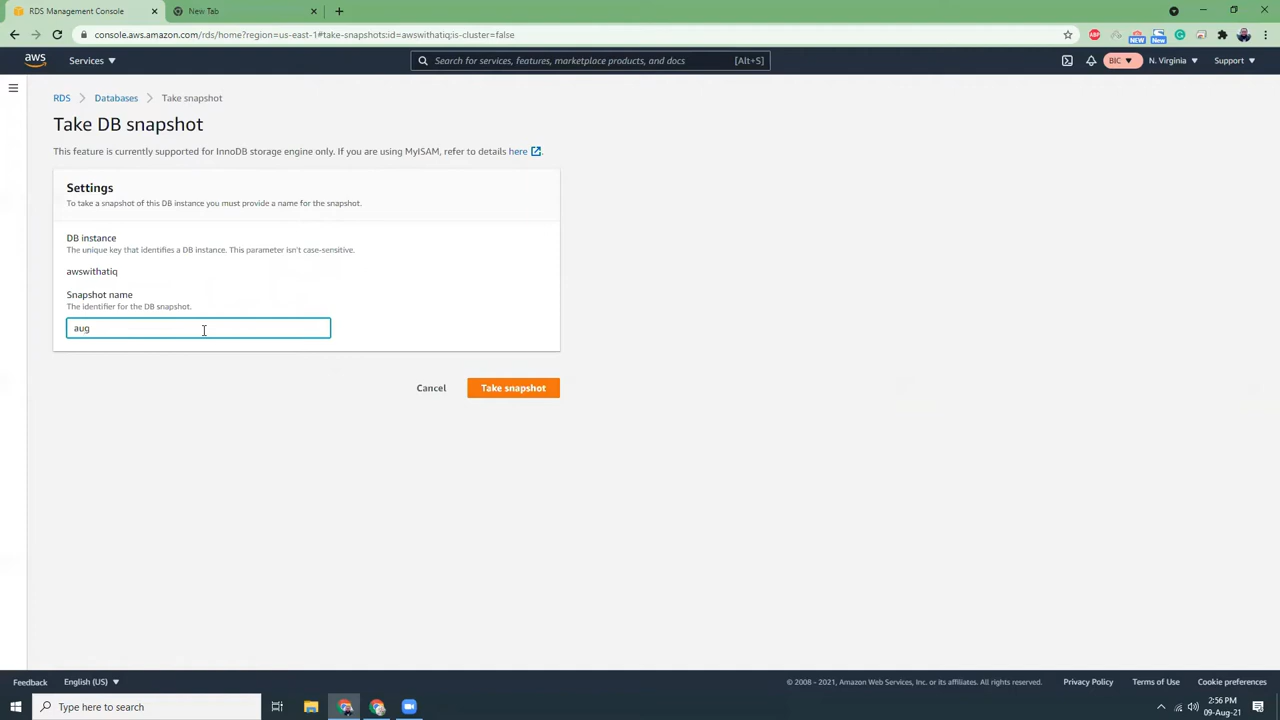 RDS Management Console
New Tab
console.aws.amazon.com/rds/home?region=us-east-1#take-snapshots:id=awswithatiq;is-cluster=false
ABP
NEW
New
aws
Services
Search for services, features, marketplace products, and docs
[Alt+S]
BIC
N. Virginia
Support
RDS
Databases
Take snapshot
Take DB snapshot
This feature is currently supported for InnoDB storage engine only. If you are using MyISAM, refer to details here.
Settings
To take a snapshot of this DB instance you must provide a name for the snapshot.
DB instance
The unique key that identifies a DB instance. This parameter isn't case-sensitive.
awswithatiq
Snapshot name
The identifier for the DB snapshot.
aug
Cancel
Take snapshot
Feedback
English (US)
© 2008 - 2021, Amazon Web Services, Inc. or its affiliates. All rights reserved.
Privacy Policy
Terms of Use
Cookie preferences
Type here to search
2:56 PM
09-Aug-21